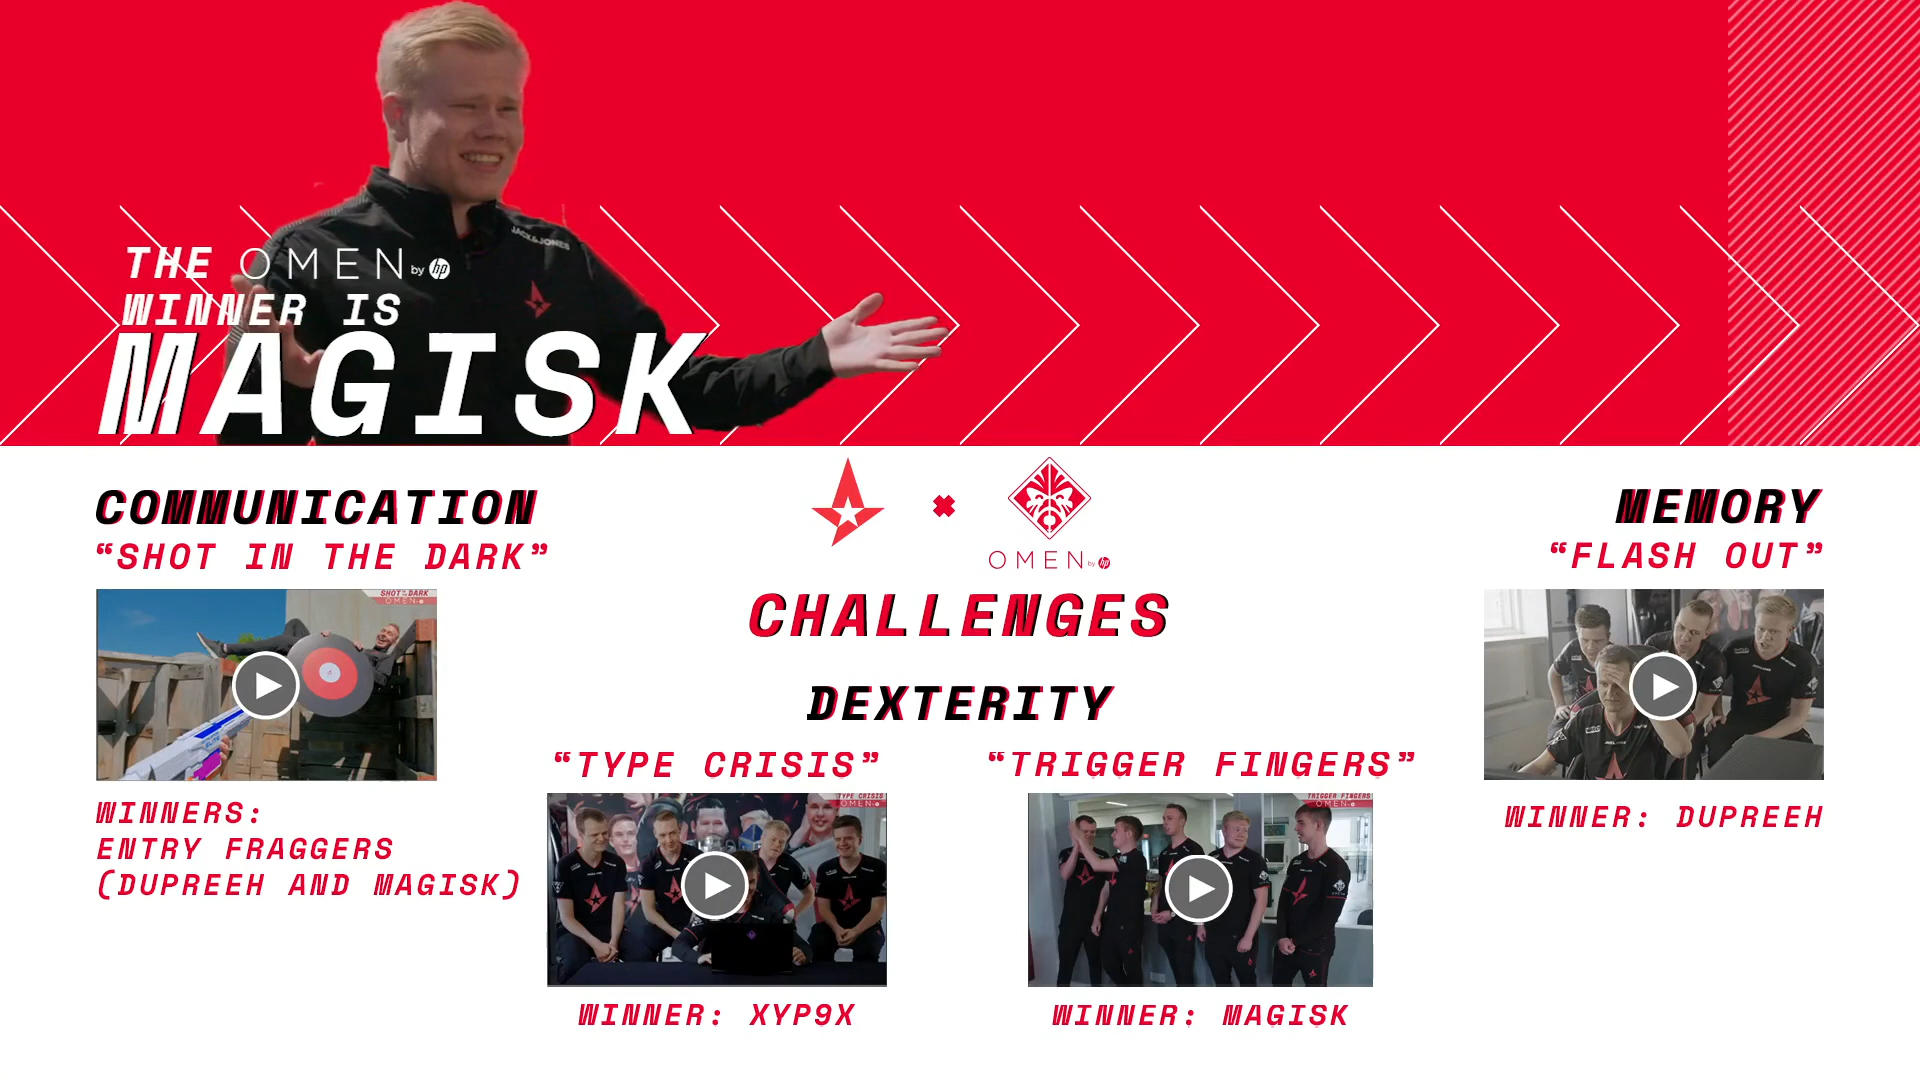 JACK&JONES
THE OMEN by hp
WINNER IS
MAGISK
COMMUNICATION
“SHOT IN THE DARK”
SHOT IN THE DARK
OMEN
WINNERS:
ENTRY FRAGGERS
(DUPREEH AND MAGISK)
OMEN by hp
CHALLENGES
DEXTERITY
“TYPE CRISIS”
TYPE CRISIS
OMEN
WINNER: XYP9X
“TRIGGER FINGERS”
TRIGGER FINGERS
OMEN
WINNER: MAGISK
MEMORY
“FLASH OUT”
WINNER: DUPREEH